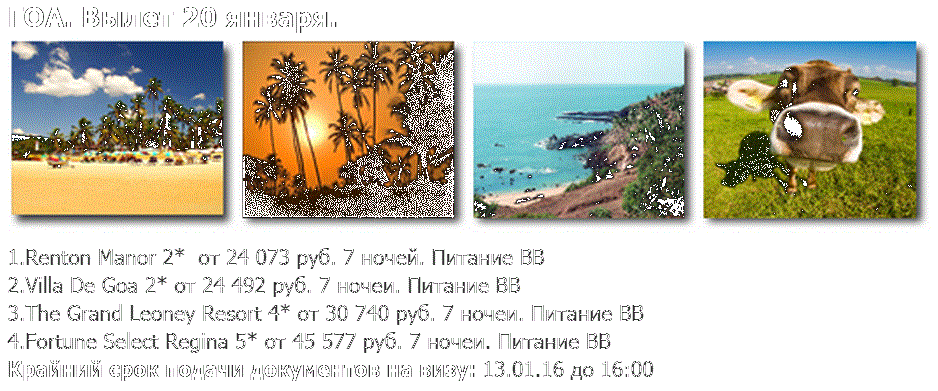 ГОА. Вылет 20 января.
1.Renton Manor 2* от 24 073 руб. 7 ночей. Питание BB
2.Villa De Goa 2* от 24 492 руб. 7 ночей. Питание BB
3.The Grand Leoney Resort 4* от 30 740 руб. 7 ночей. Питание BB
4.Fortune Select Regina 5* от 45 577 руб. 7 ночей. Питание BB
Крайний срок подачи документов на визу: 13.01.16 до 16:00